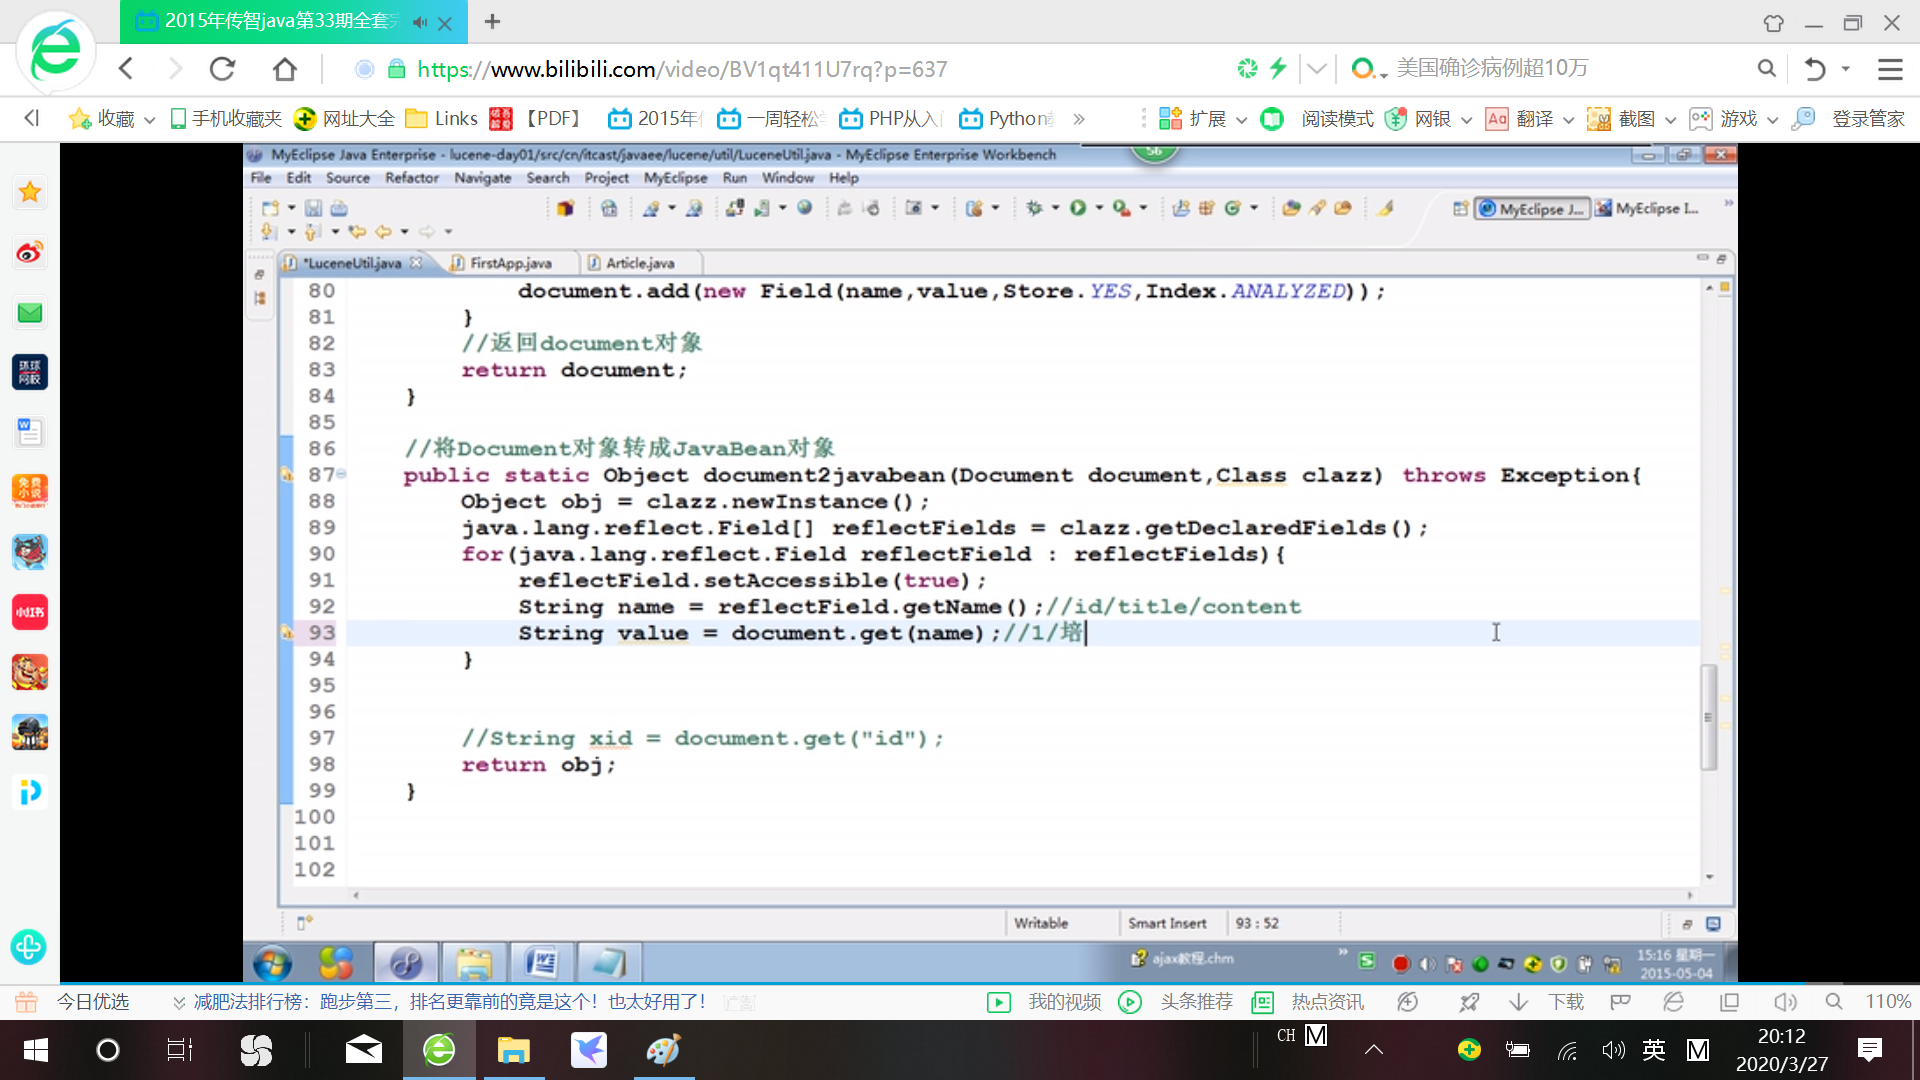 2015年传智java第33期全套
https://www.bilibili.com/video/BV1qt411U7rq?p=637
美国确诊病例超10万
收藏
手机收藏夹
网址大全
Links
【PDF】
2015年
一周轻松
PHP从入
Python
»
扩展
阅读模式
网银
翻译
截图
游戏
登录管家
MyEclipse Java Enterprise - lucene-day01/src/cn/itcast/javaee/lucene/util/LuceneUtil.java - MyEclipse Enterprise Workbench
56
File Edit Source Refactor Navigate Search Project MyEclipse Run Window Help
MyEclipse J... MyEclipse I...
*LuceneUtil.java FirstApp.java Article.java
80 document.add(new Field(name,value,Store.YES,Index.ANALYZED));
81 }
82 //返回document对象
83 return document;
84 }
85
86 //将Document对象转成JavaBean对象
87 public static Object document2javabean(Document document,Class clazz) throws Exception{
88 Object obj = clazz.newInstance();
89 java.lang.reflect.Field[] reflectFields = clazz.getDeclaredFields();
90 for(java.lang.reflect.Field reflectField : reflectFields){
91 reflectField.setAccessible(true);
92 String name = reflectField.getName();//id/title/content
93 String value = document.get(name);//1/培
94 }
95
96
97 //String xid = document.get("id");
98 return obj;
99 }
100
101
102
Writable Smart Insert 93 : 52
ajax教程.chm
15:16 星期一
2015-05-04
环球网校
免费小说
小红书
今日优选
减肥法排行榜：跑步第三，排名更靠前的竟是这个！也太好用了！
广告
我的视频
头条推荐
热点资讯
下载
110%
CH M
英 M
20:12
2020/3/27